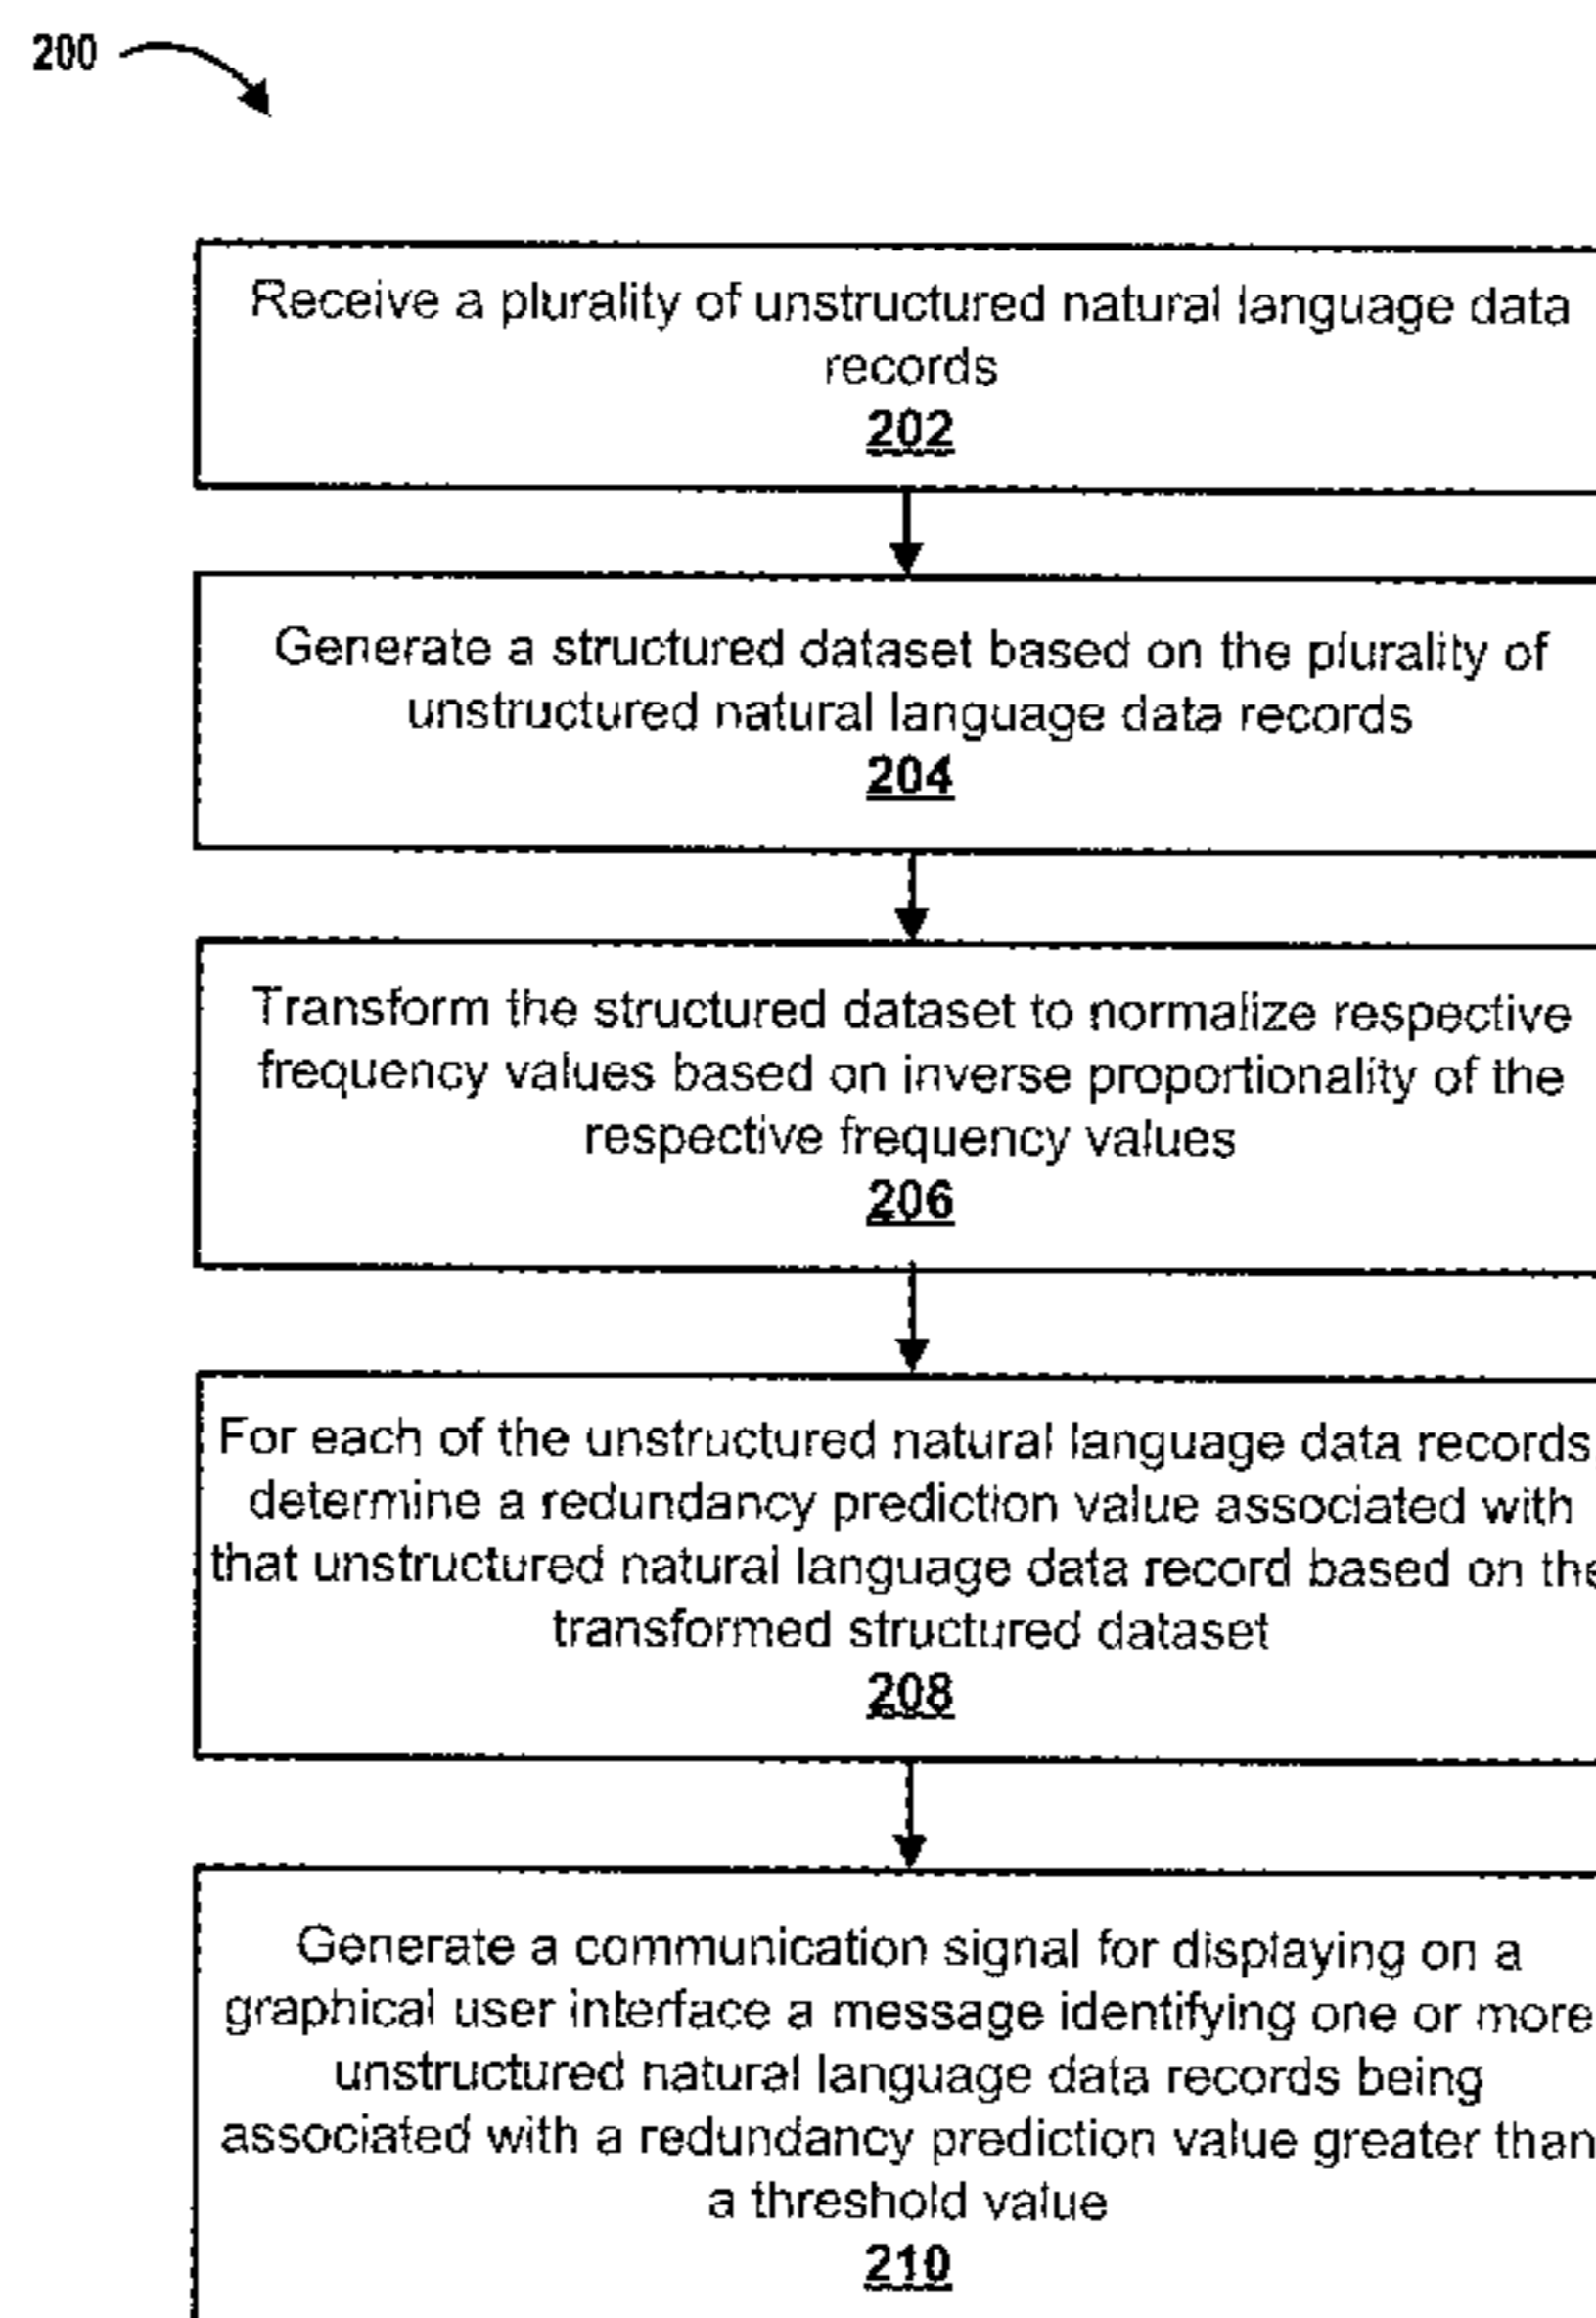 200
Receive a plurality of unstructured natural language data
records
202
Generate a structured dataset based on the plurality of
unstructured natural language data records
204
Transform the structured dataset to normalize respective
frequency values based on inverse proportionality of the
respective frequency values
206
For each of the unstructured natural language data records
determine a redundancy prediction value associated with
that unstructured natural language data record based on the
transformed structured dataset
208
Generate a communication signal for displaying on a
graphical user interface a message identifying one or more
unstructured natural language data records being
associated with a redundancy prediction value greater than
a threshold value
210